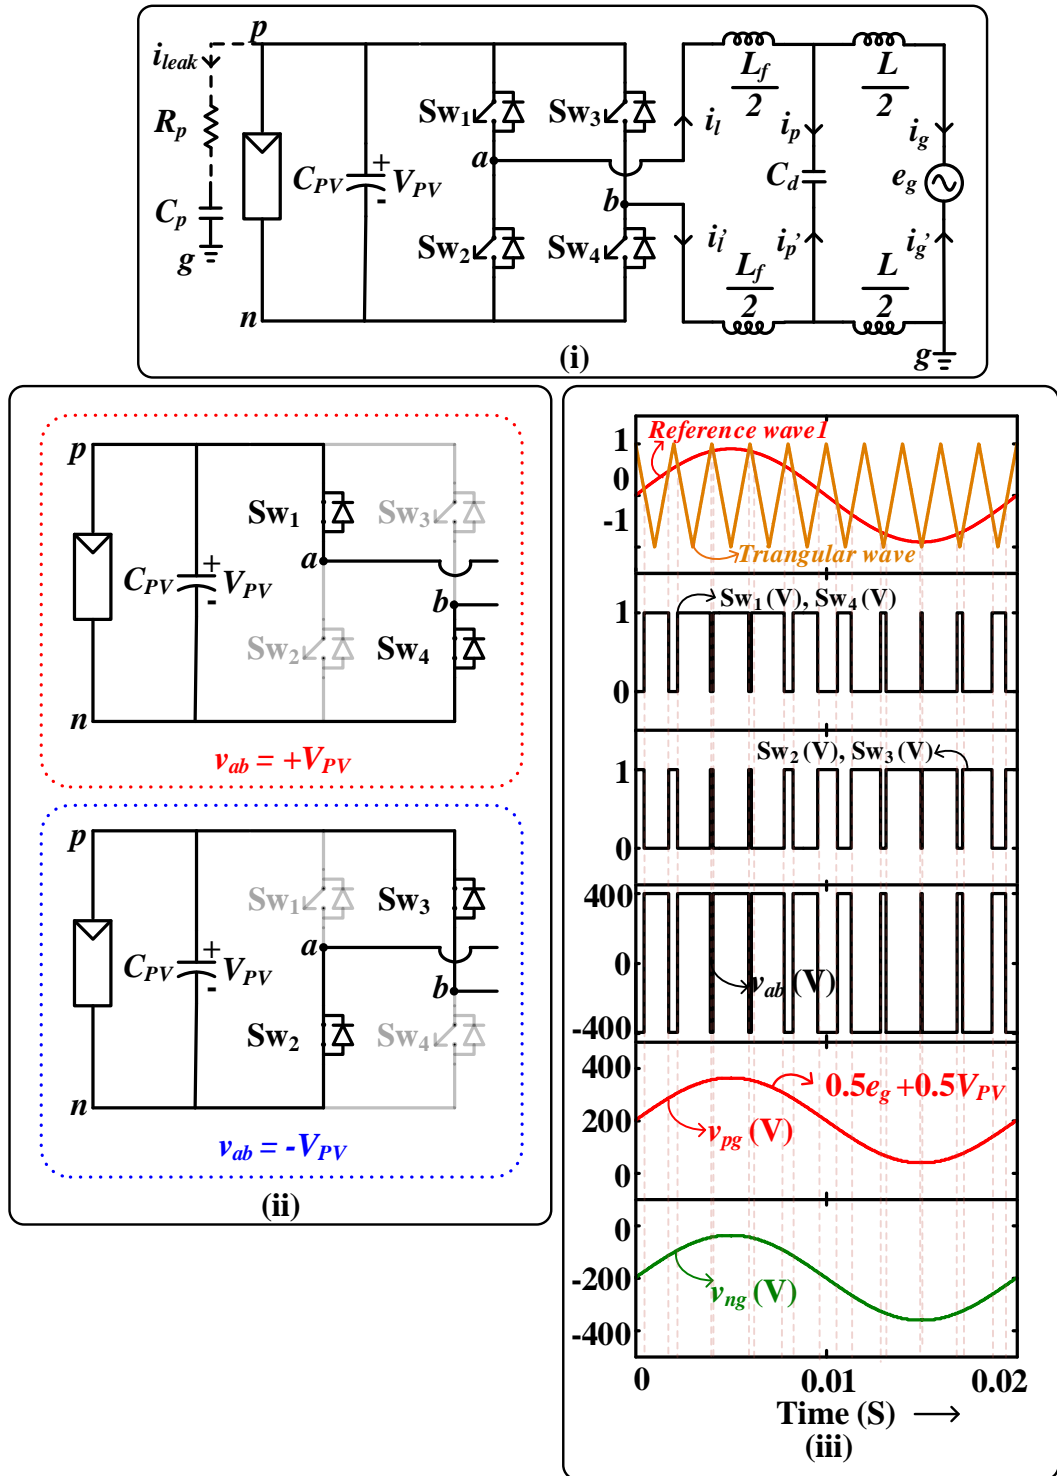 p
i_leak
R_p
C_p
g
n
C_PV
+
-
V_PV
Sw1
Sw3
a
b
Sw2
Sw4
i_l
i_l'
L_f
2
L
2
i_p
C_d
i_p'
i_g
e_g
i_g'
L_f
2
L
2
g
(i)
p
Sw1
Sw3
a
C_PV
+
-
V_PV
b
Sw2
Sw4
n
v_ab = +V_PV
p
Sw1
Sw3
a
C_PV
+
-
V_PV
b
Sw2
Sw4
n
v_ab = -V_PV
(ii)
1
0
-1
Reference wave1
Triangular wave
1
0
Sw1 (V), Sw4 (V)
1
0
Sw2 (V), Sw3 (V)
400
0
-400
v_ab (V)
400
200
0
0.5e_g +0.5V_PV
v_pg (V)
0
-200
-400
v_ng (V)
0
0.01
0.02
Time (S)
(iii)